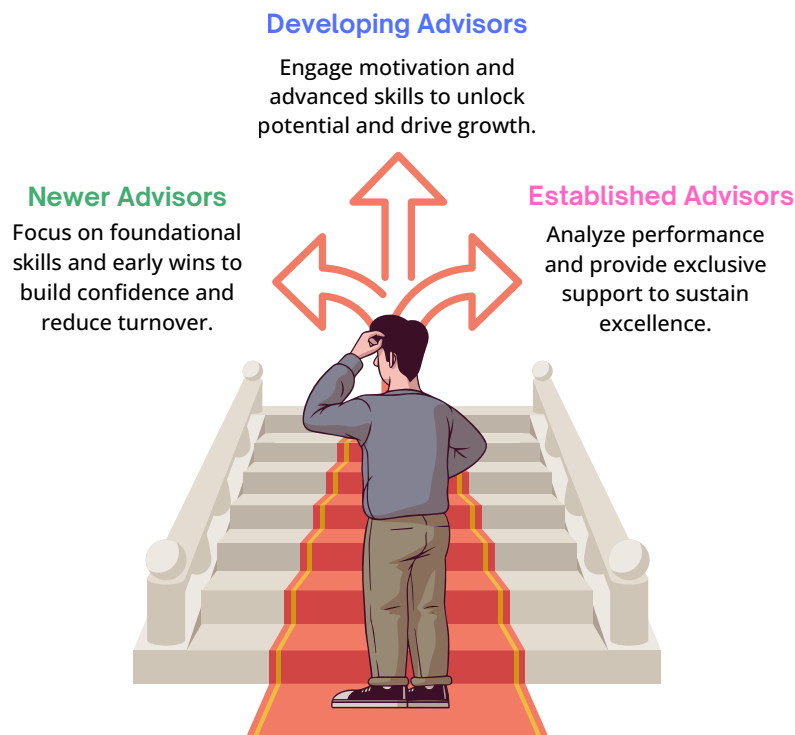 Developing Advisors
Engage motivation and
advanced skills to unlock
potential and drive growth.
Newer Advisors
Focus on foundational
skills and early wins to
build confidence and
reduce turnover.
Established Advisors
Analyze performance
and provide exclusive
support to sustain
excellence.